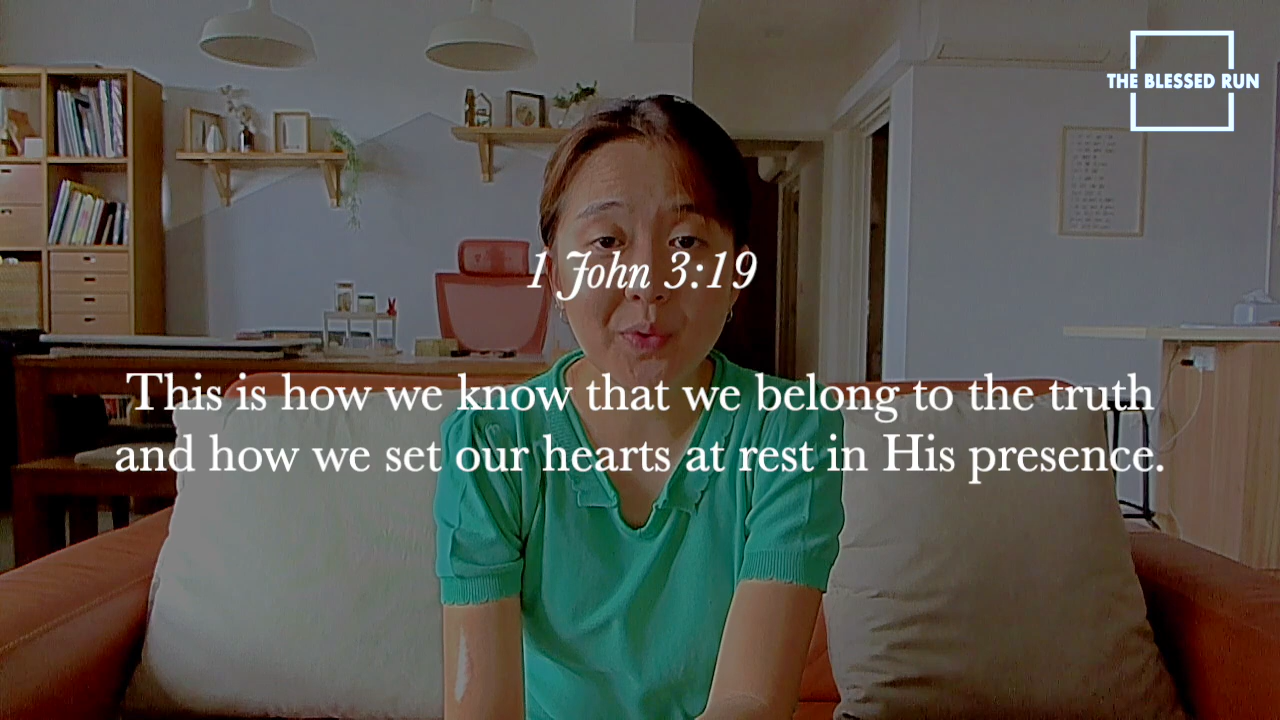 THE BLESSED RUN
1 John 3:19
This is how we know that we belong to the truth
and how we set our hearts at rest in His presence.